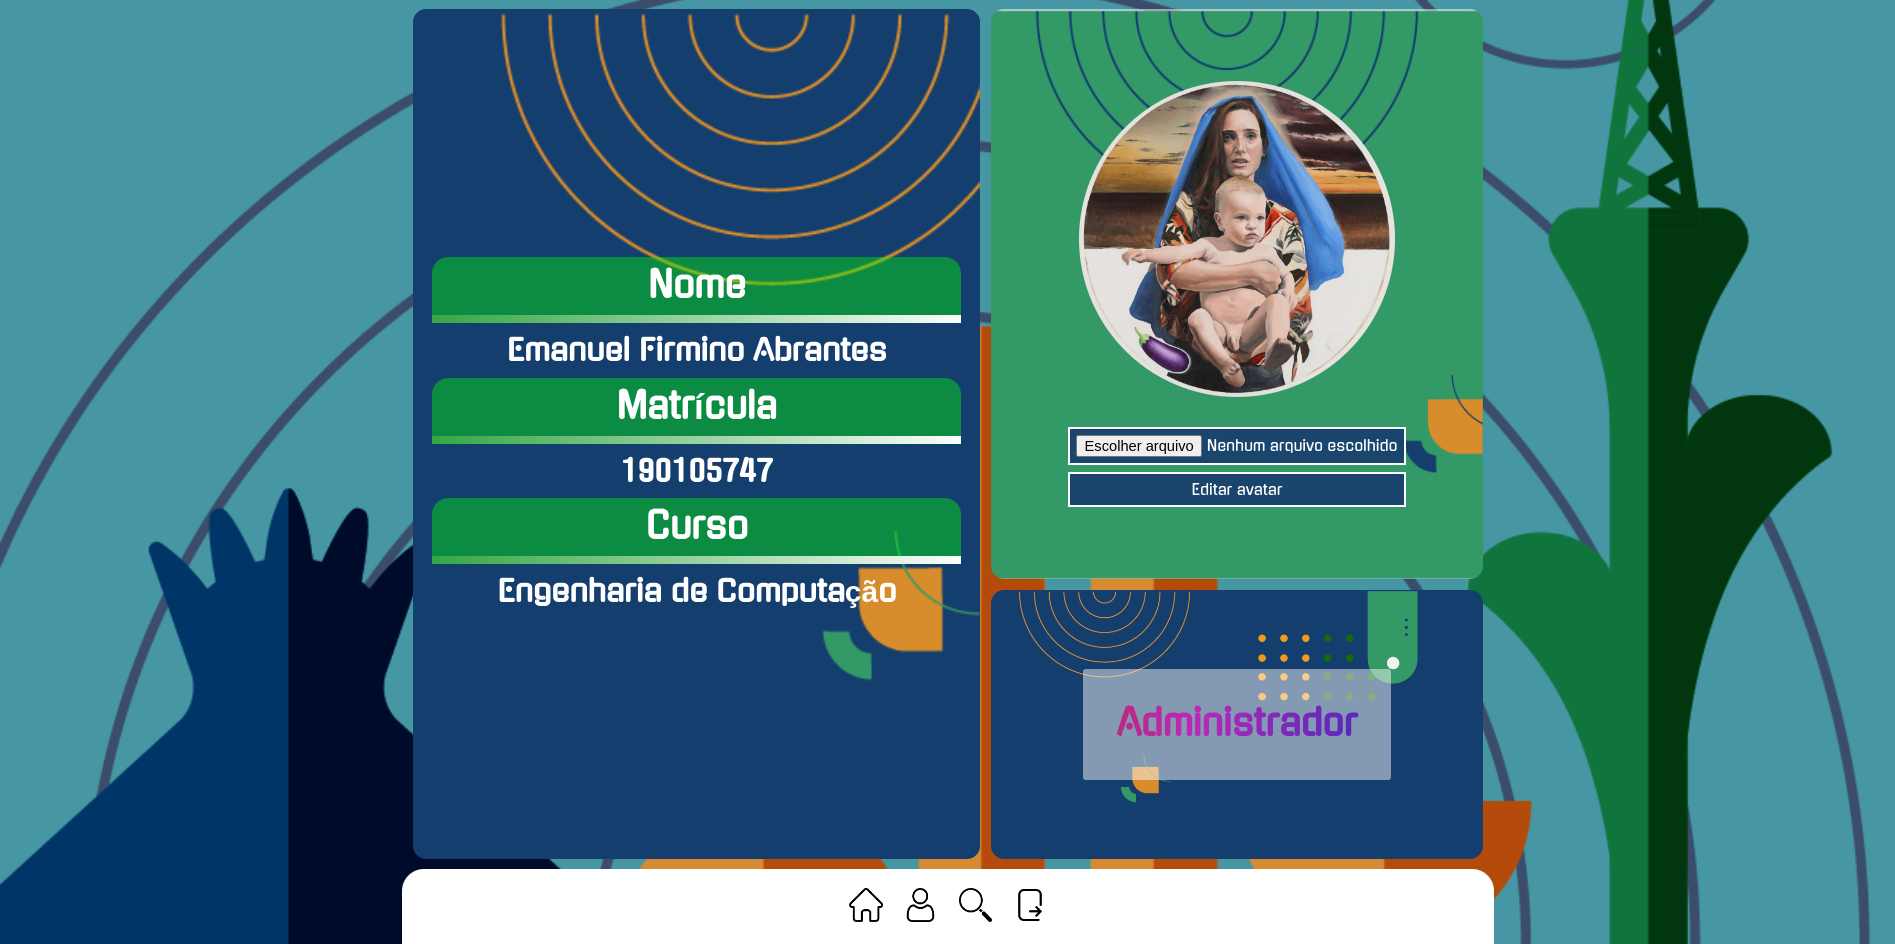 Nome
Emanuel Firmino Abrantes
Matrícula
190105747
Curso
Engenharia de Computação
Escolher arquivo Nenhum arquivo escolhido
Editar avatar
Administrador